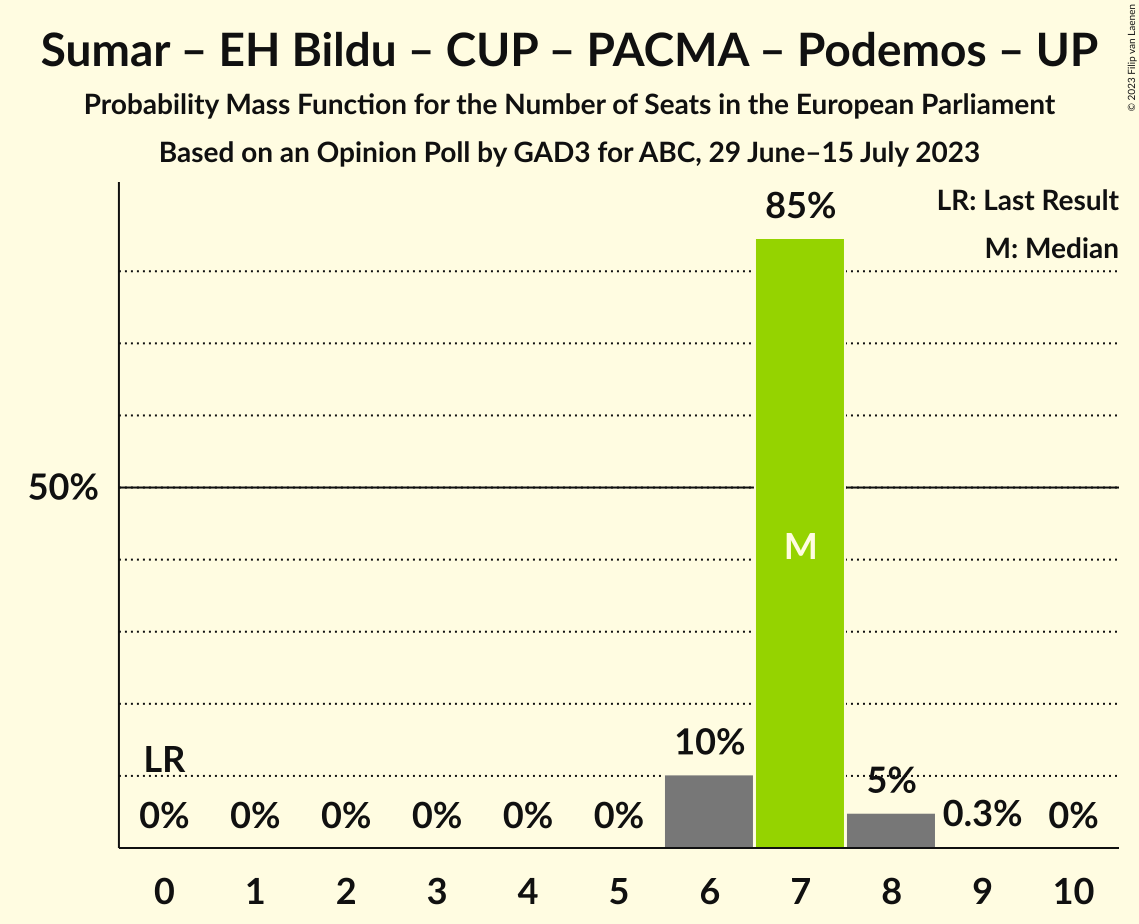 Sumar – EH Bildu – CUP – PACMA – Podemos – UP
Probability Mass Function for the Number of Seats in the European Parliament
Based on an Opinion Poll by GAD3 for ABC, 29 June–15 July 2023
© 2023 Filip van Laenen
LR: Last Result
M: Median
85%
50%
M
LR
10%
5%
0% 0% 0% 0% 0% 0% 0.3% 0%
0 1 2 3 4 5 6 7 8 9 10